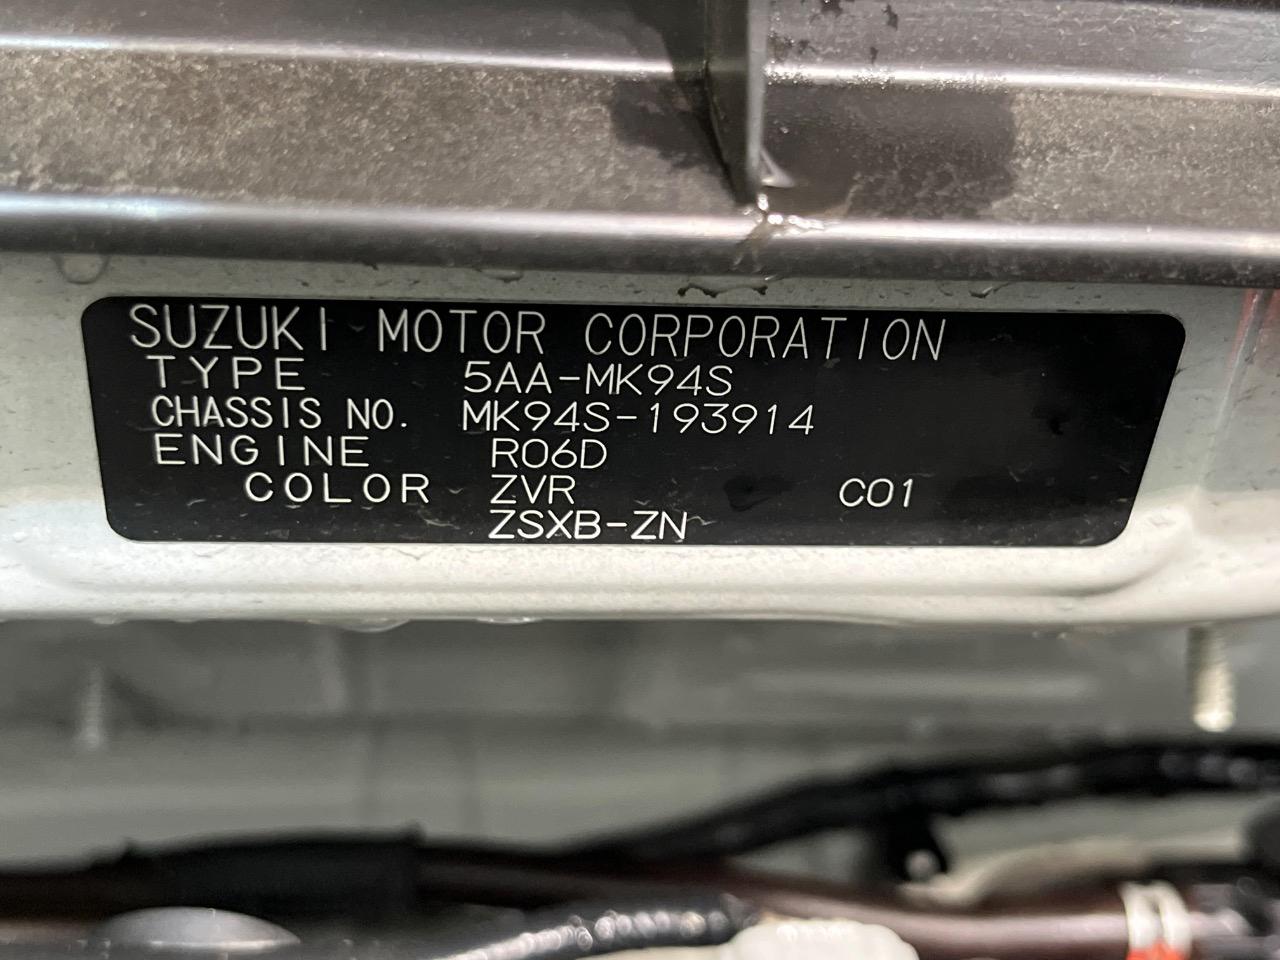 SUZUKI MOTOR CORPORATION
TYPE 5AA-MK94S
CHASSIS NO. MK94S-193914
ENGINE R06D
COLOR ZVR C01
ZSXB-ZN